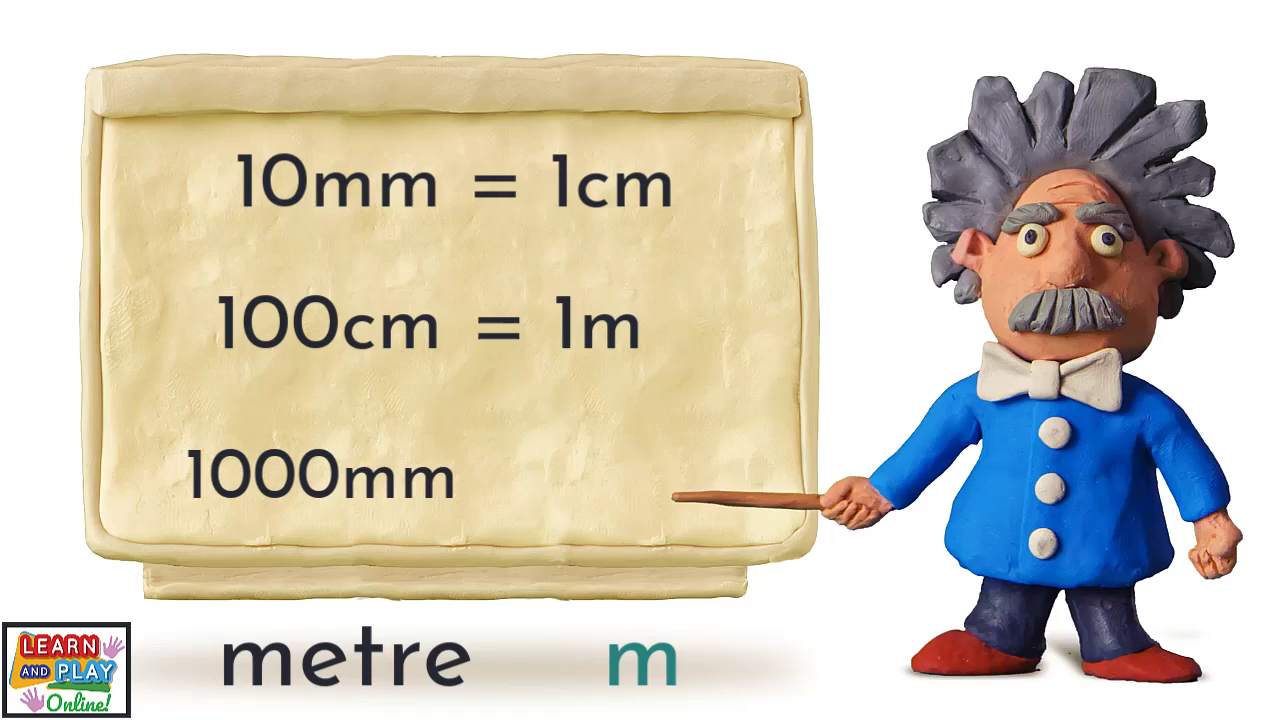 10mm = 1cm
100cm = 1m
1000mm
metre m
LEARN
AND PLAY
Online!